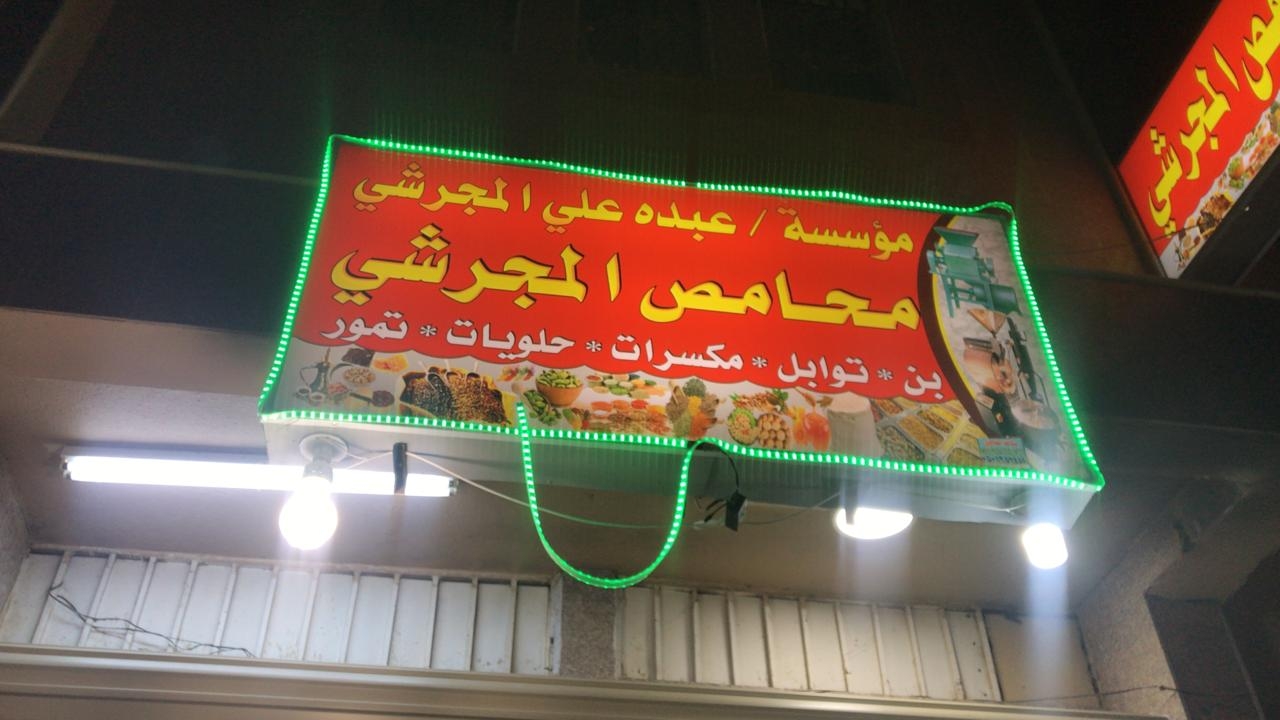 مؤسسة / عبده علي المجرشي
محامص المجرشي
بن * توابل * مكسرات * حلويات * تمور
المجرشي